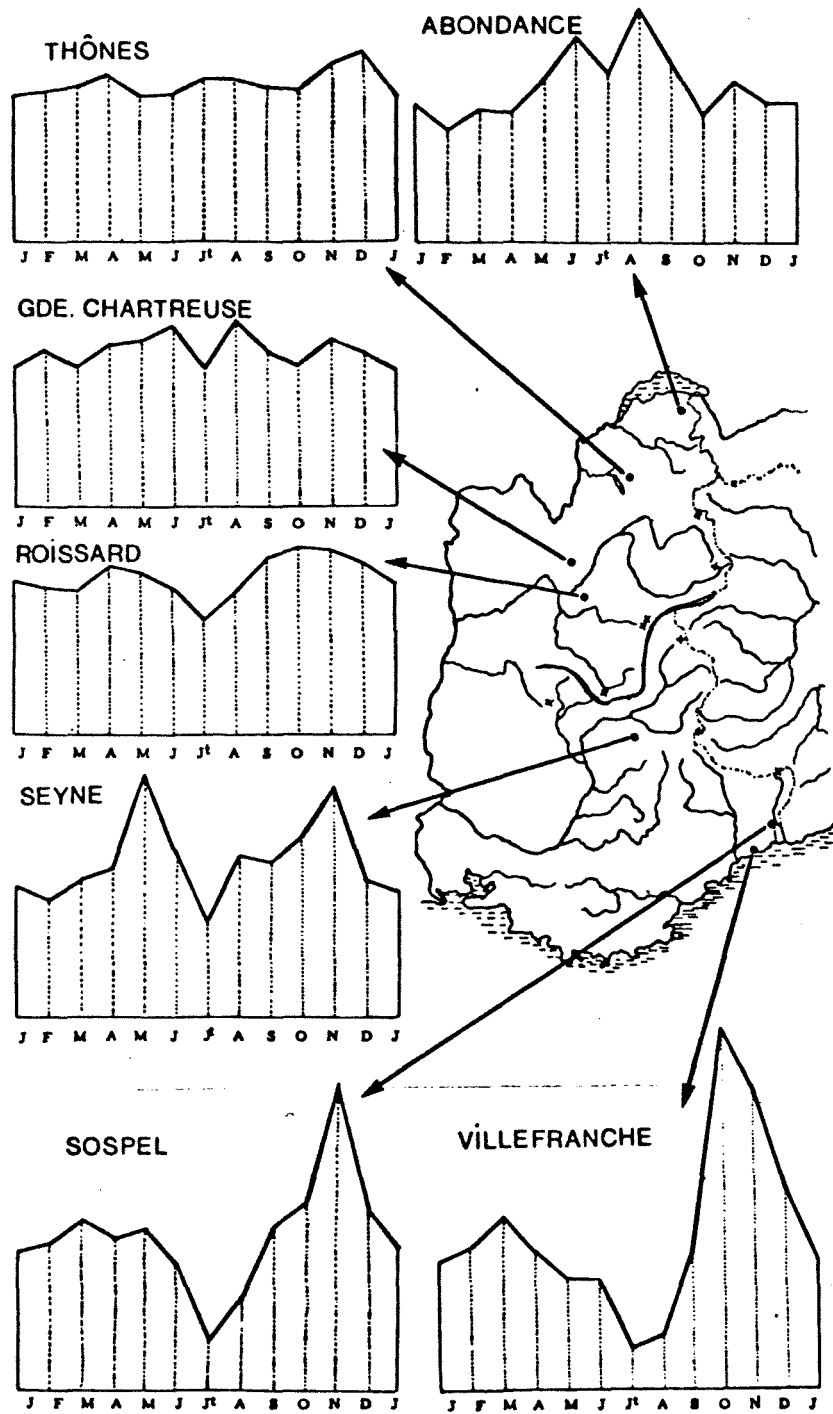 THÔNES
J F M A M J Jt A S O N D J
ABONDANCE
J F M A M J Jt A S O N D J
GDE. CHARTREUSE
J F M A M J Jt A S O N D J
ROiSSARD
J F M A M J Jt A S O N D J
SEYNE
J F M A M J Jt A S O N D J
SOSPEL
J F M A M J Jt A S O N D J
ViLLEFRANCHE
J F M A M J Jt A S O N D J